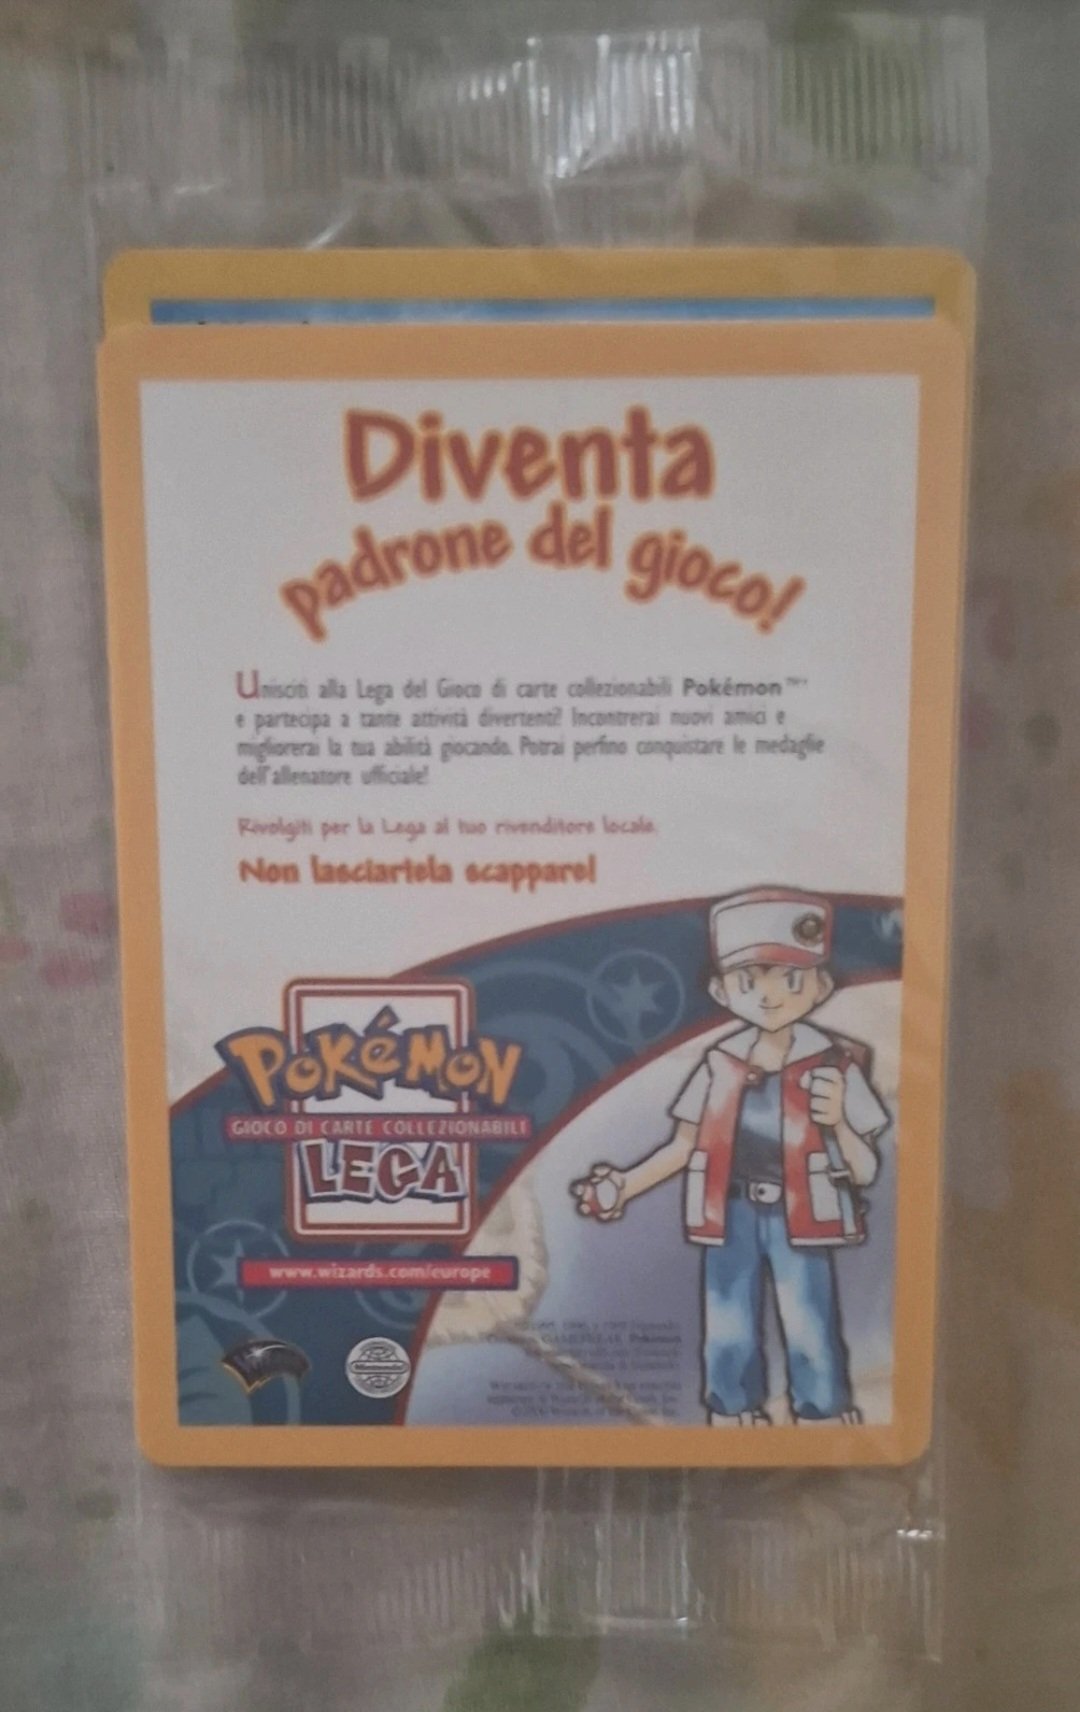 Diventa
padrone del gioco!
Unisciti alla Lega del Gioco di carte collezionabili Pokémon™
e partecipa a tante attività divertenti! Incontrerai nuovi amici e
migliorerai la tua abilità giocando. Potrai perfino conquistare le medaglie
dell'allenatore ufficiale!
Rivolgiti per la Lega al tuo rivenditore locale.
Non lasciartela scappare!
POKéMON
GIOCO DI CARTE COLLEZIONABILI
LEGA
www.wizards.com/europe
Nintendo